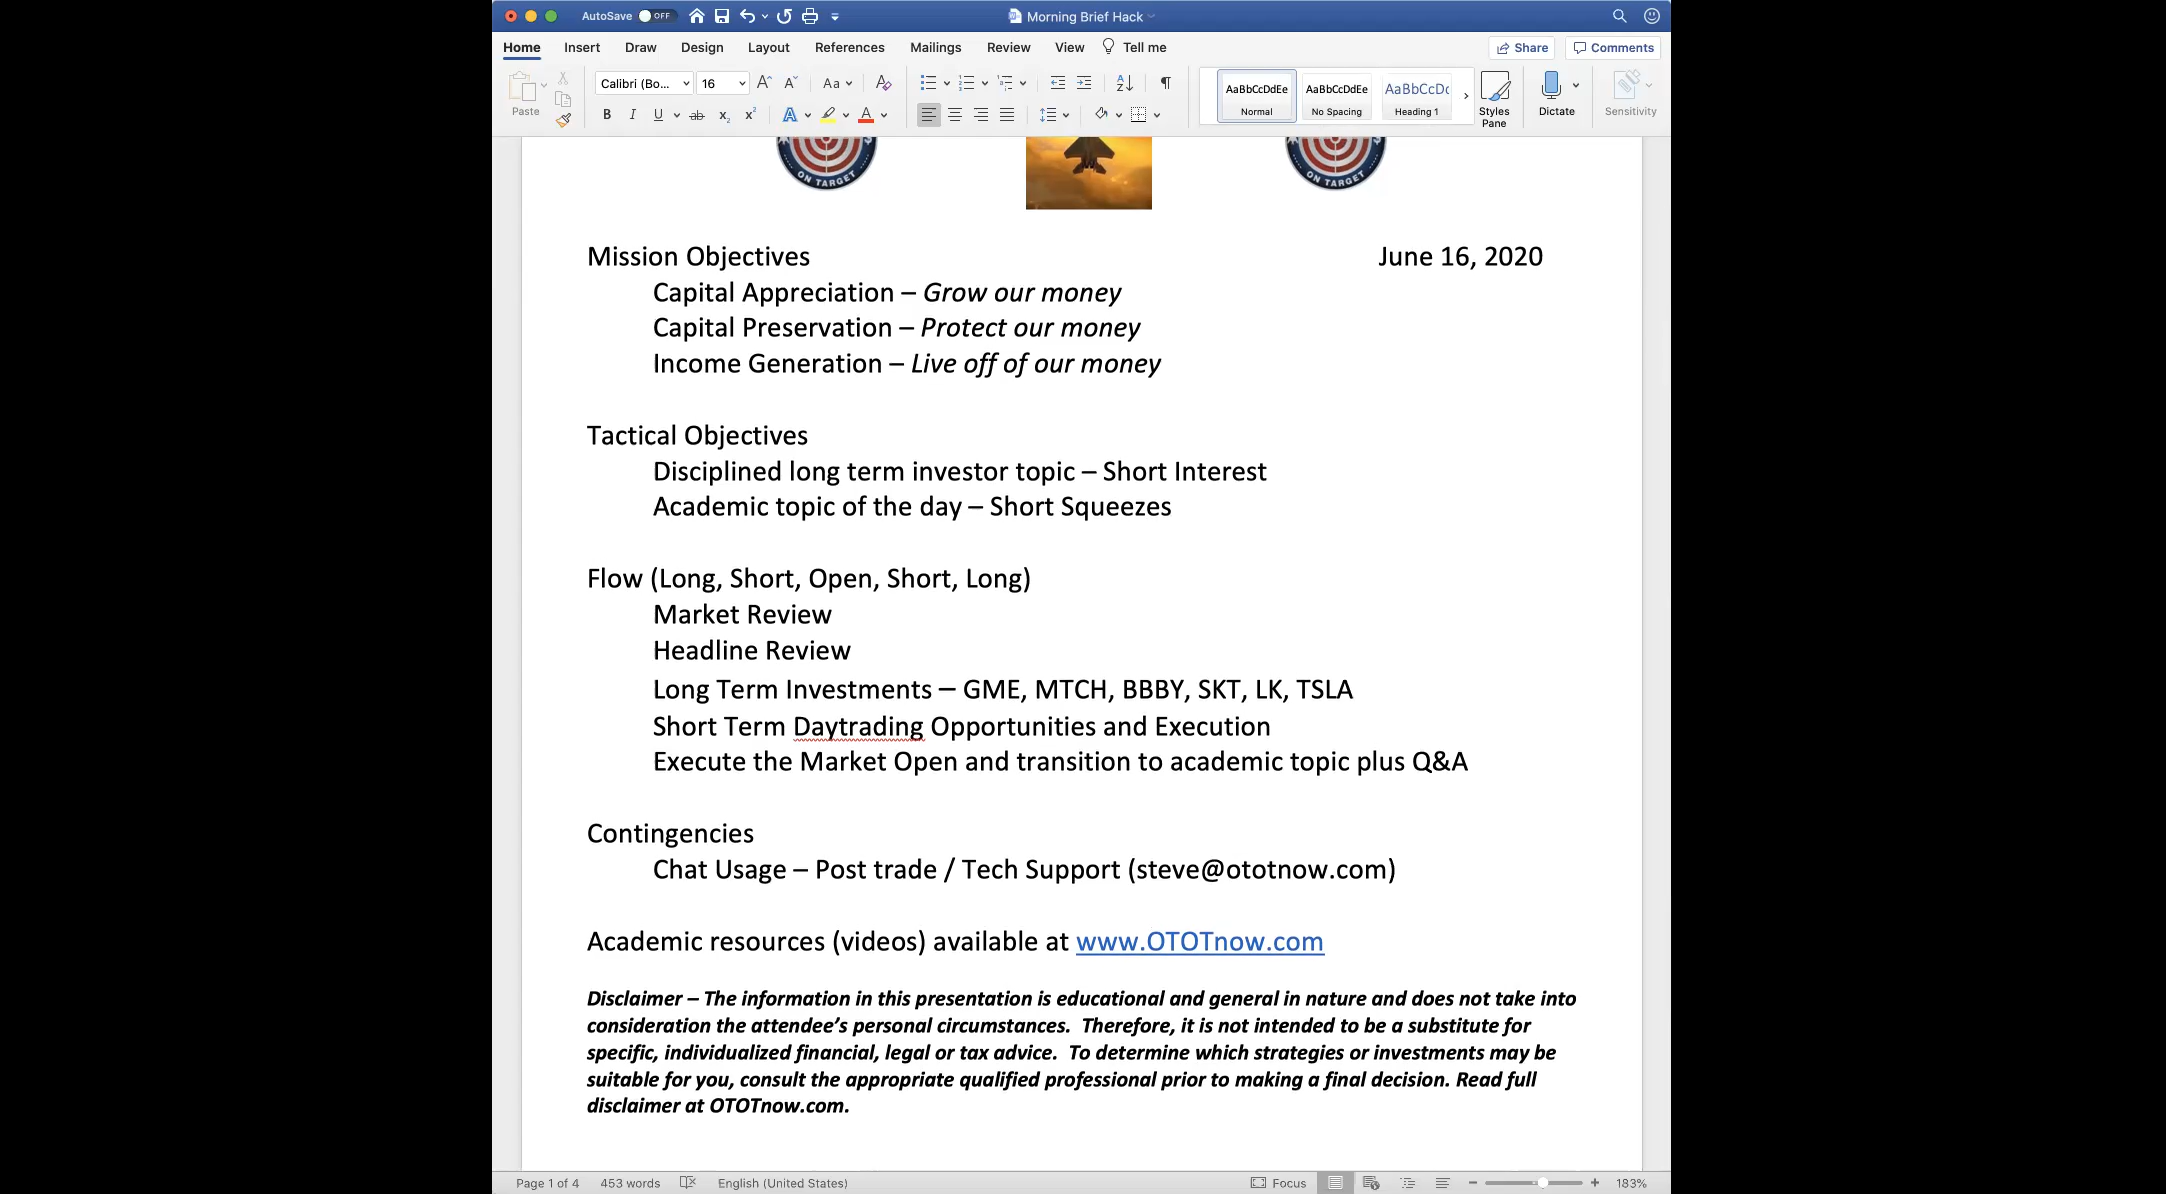 AutoSave OFF Morning Brief Hack
Home Insert Draw Design Layout References Mailings Review View Tell me Share Comments
Paste Calibri (Bo... 16 Aa AaBbCcDdEe AaBbCcDdEe AaBbCcDc
B I U ab Normal No Spacing Heading 1 Styles Pane Dictate Sensitivity
ON TARGET ON TARGET
Mission Objectives June 16, 2020
Capital Appreciation – Grow our money
Capital Preservation – Protect our money
Income Generation – Live off of our money
Tactical Objectives
Disciplined long term investor topic – Short Interest
Academic topic of the day – Short Squeezes
Flow (Long, Short, Open, Short, Long)
Market Review
Headline Review
Long Term Investments – GME, MTCH, BBBY, SKT, LK, TSLA
Short Term Daytrading Opportunities and Execution
Execute the Market Open and transition to academic topic plus Q&A
Contingencies
Chat Usage – Post trade / Tech Support (steve@ototnow.com)
Academic resources (videos) available at www.OTOTnow.com
Disclaimer – The information in this presentation is educational and general in nature and does not take into
consideration the attendee’s personal circumstances.  Therefore, it is not intended to be a substitute for
specific, individualized financial, legal or tax advice.  To determine which strategies or investments may be
suitable for you, consult the appropriate qualified professional prior to making a final decision. Read full
disclaimer at OTOTnow.com.
Page 1 of 4 453 words English (United States) Focus 183%